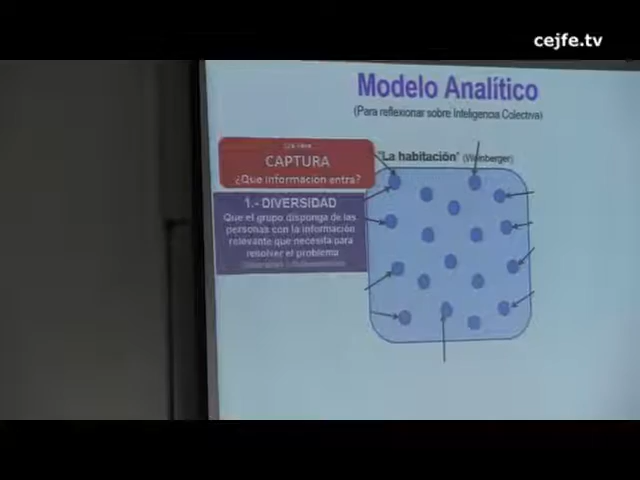 cejfe.tv
Modelo Analítico
(Para reflexionar sobre Inteligencia Colectiva)
CAPTURA
¿Que información entra?
"La habitación" (Weinberger)
1.- DIVERSIDAD
Que el grupo disponga de las
personas con la información
relevante que necesita para
resolver el problema